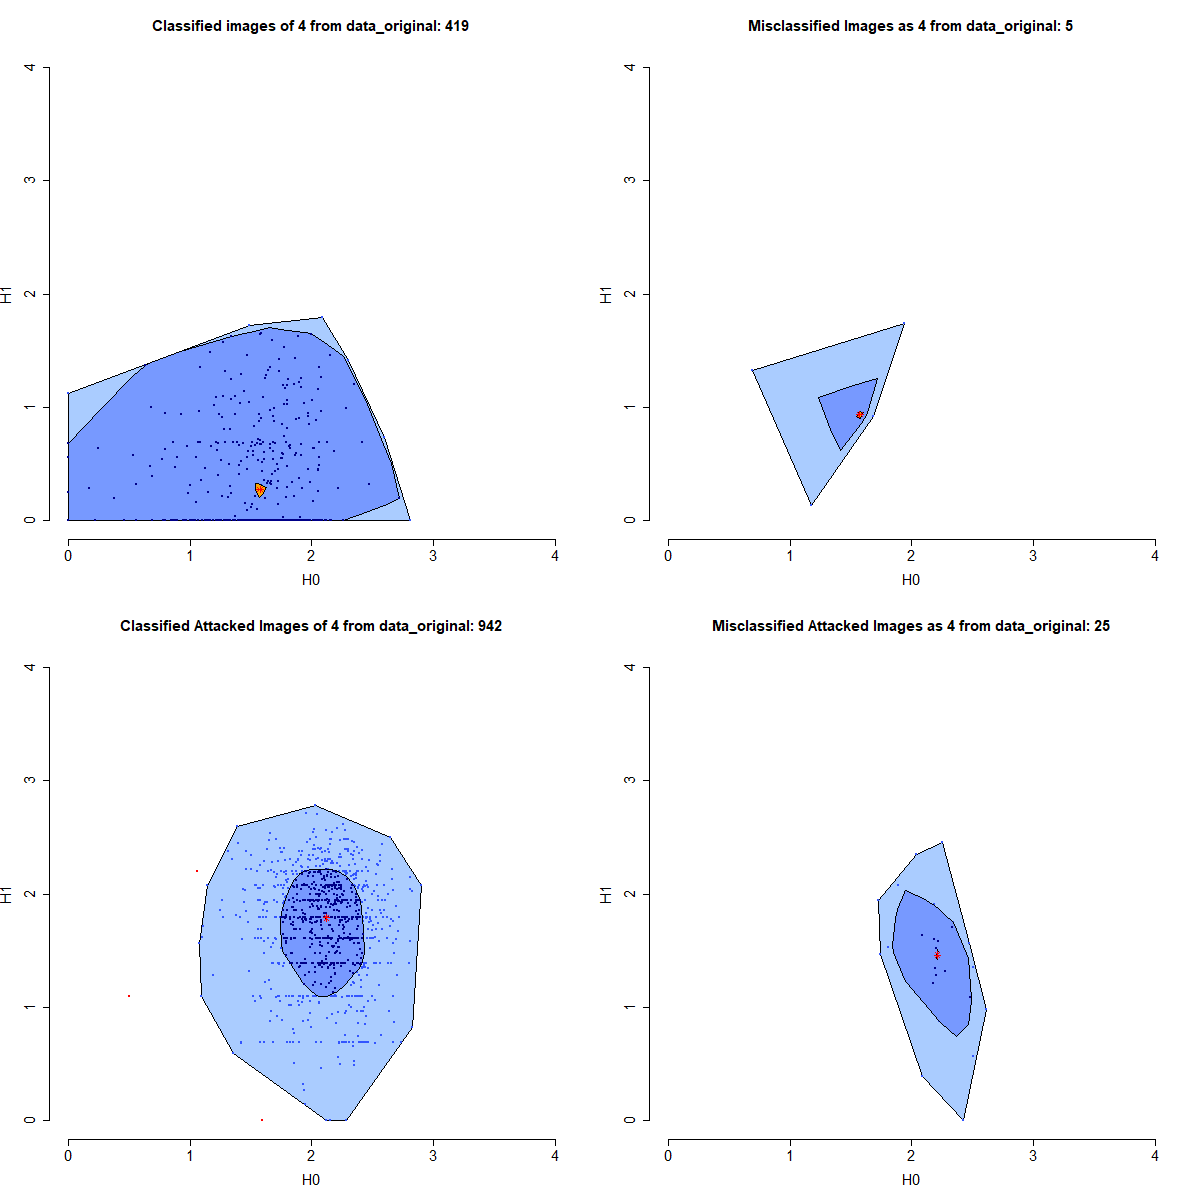 Classified images of 4 from data_original: 419
4
3
2
1
0
H1
0 1 2 3 4
H0
Misclassified Images as 4 from data_original: 5
4
3
2
1
0
H1
0 1 2 3 4
H0
Classified Attacked Images of 4 from data_original: 942
4
3
2
1
0
H1
0 1 2 3 4
H0
Misclassified Attacked Images as 4 from data_original: 25
4
3
2
1
0
H1
0 1 2 3 4
H0